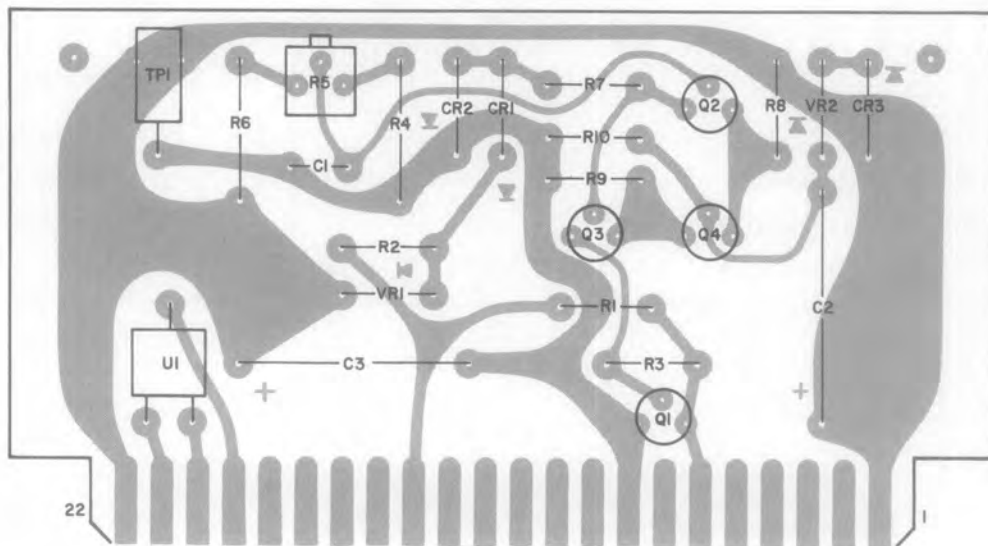 TP1
R5
R6
R4
CR2
CR1
R7
Q2
R8
VR2
CR3
C1
R10
R9
Q3
Q4
R2
VR1
R1
C2
U1
C3
R3
+
+
Q1
22
1